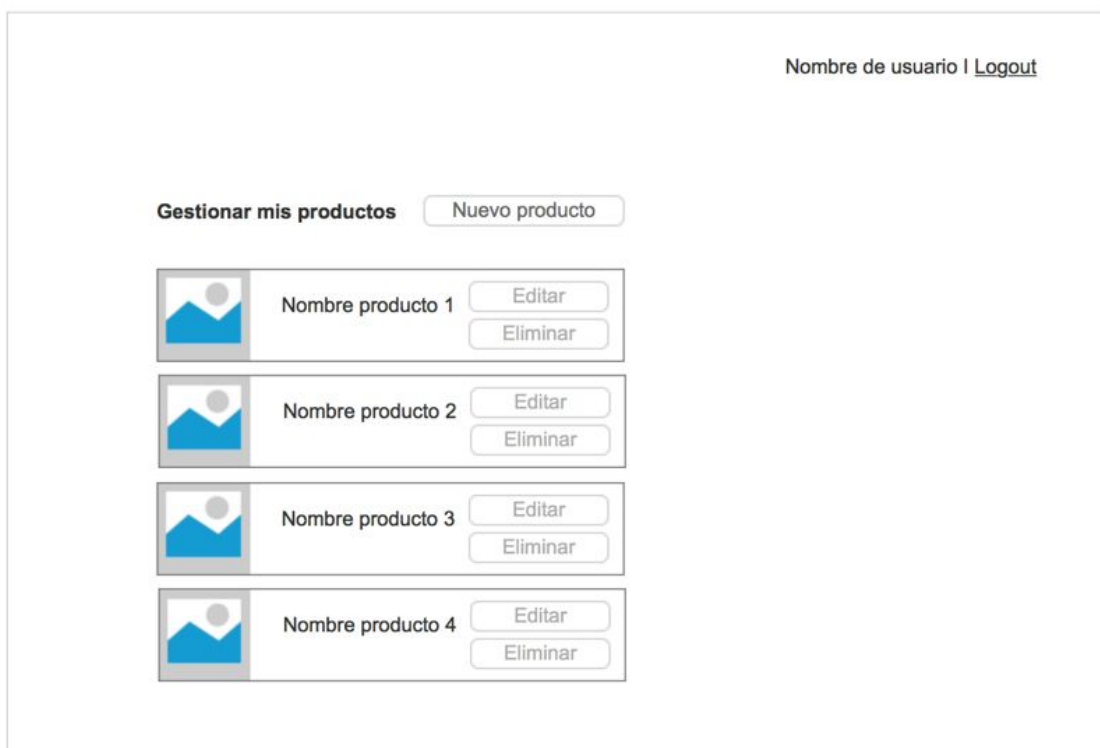 Nombre de usuario | Logout
Gestionar mis productos Nuevo producto
Nombre producto 1 Editar
Eliminar
Nombre producto 2 Editar
Eliminar
Nombre producto 3 Editar
Eliminar
Nombre producto 4 Editar
Eliminar